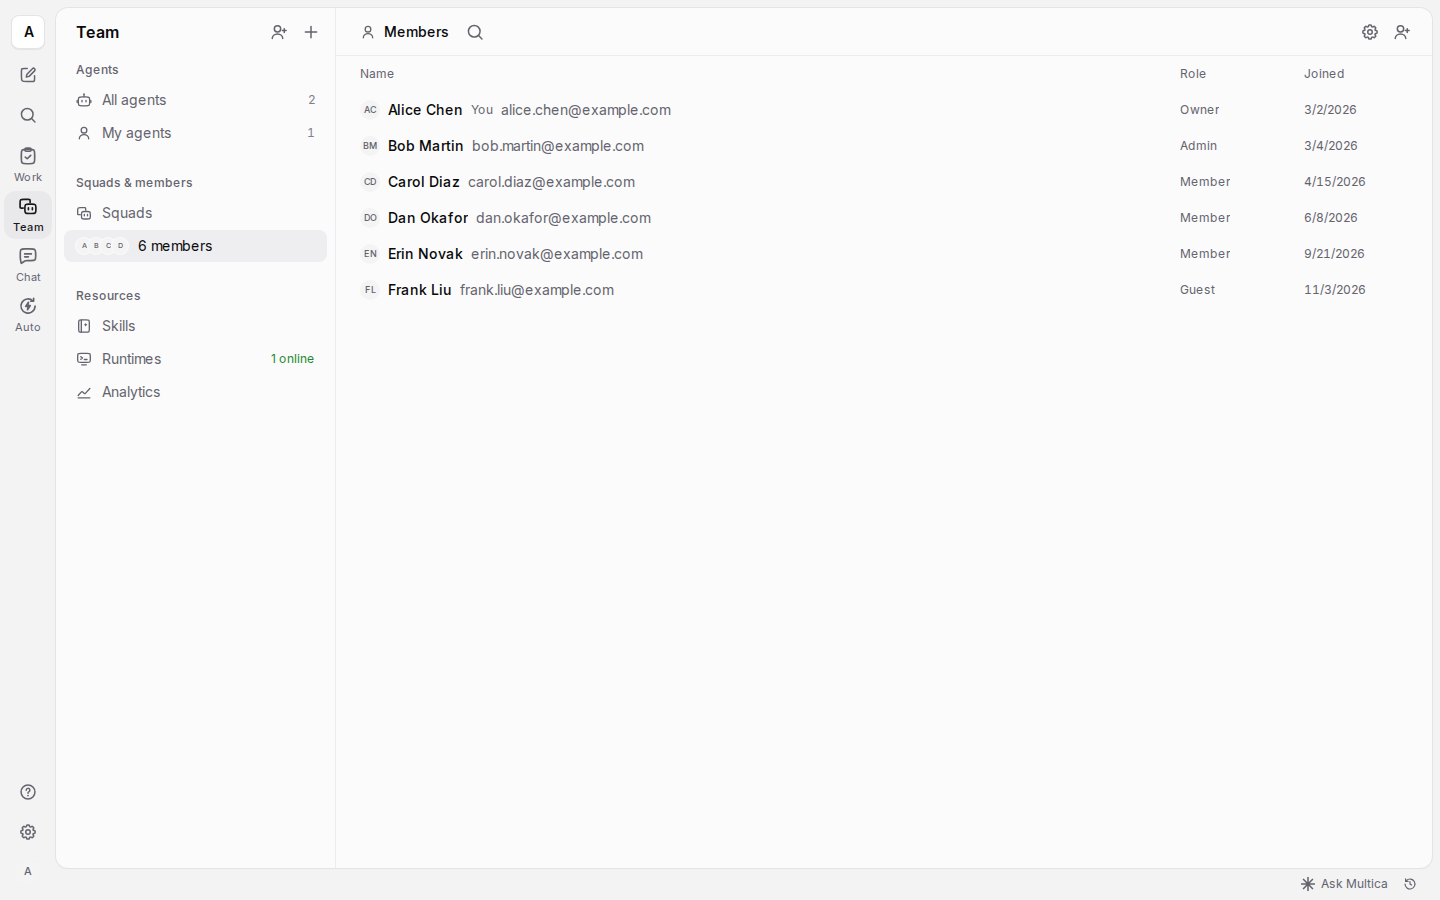 A
Work
Team
Chat
Auto
A
Team
Agents
All agents 2
My agents 1
Squads & members
Squads
A B C D 6 members
Resources
Skills
Runtimes 1 online
Analytics
Members
Name Role Joined
AC Alice Chen You alice.chen@example.com Owner 3/2/2026
BM Bob Martin bob.martin@example.com Admin 3/4/2026
CD Carol Diaz carol.diaz@example.com Member 4/15/2026
DO Dan Okafor dan.okafor@example.com Member 6/8/2026
EN Erin Novak erin.novak@example.com Member 9/21/2026
FL Frank Liu frank.liu@example.com Guest 11/3/2026
Ask Multica